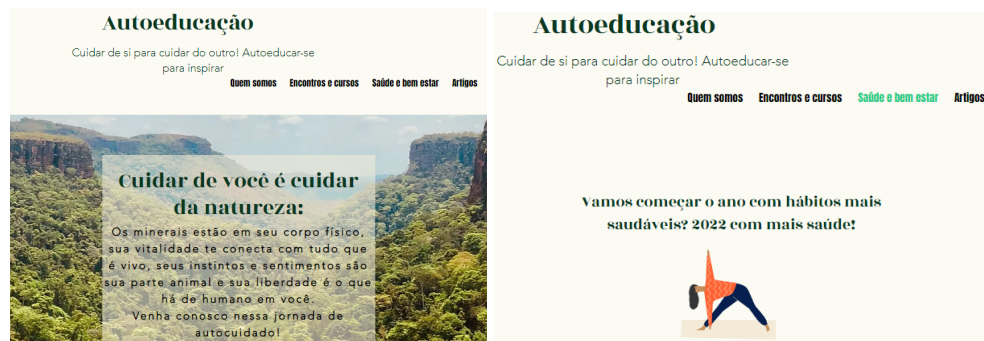 Autoeducação
Cuidar de si para cuidar do outro! Autoeducar-se
para inspirar
Quem somos Encontros e cursos Saúde e bem estar Artigos
Cuidar de você é cuidar
da natureza:
Os minerais estão em seu corpo físico,
sua vitalidade te conecta com tudo que
é vivo, seus instintos e sentimentos são
sua parte animal e sua liberdade é o que
há de humano em você.
Venha conosco nessa jornada de
autocuidado!
Autoeducação
Cuidar de si para cuidar do outro! Autoeducar-se
para inspirar
Quem somos Encontros e cursos Saúde e bem estar Artigos
Vamos começar o ano com hábitos mais
saudáveis? 2022 com mais saúde!